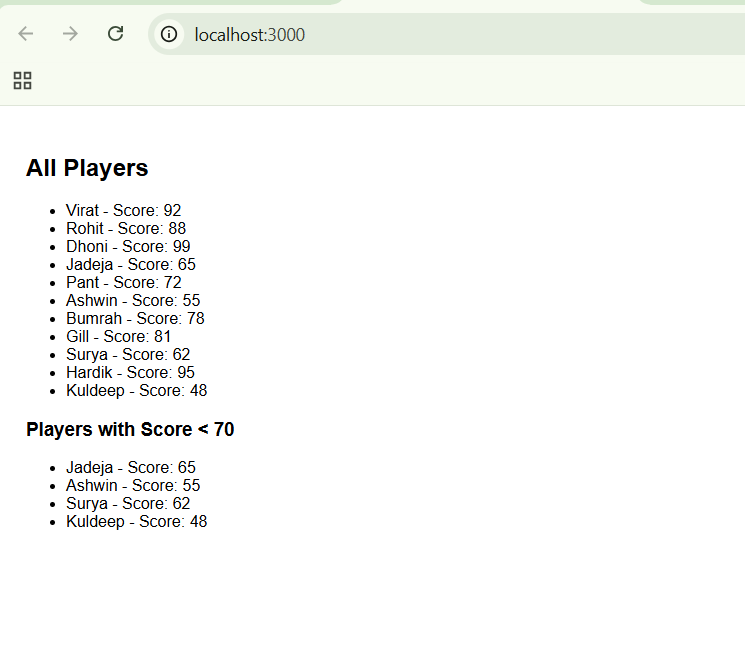 localhost:3000
All Players
Virat - Score: 92
Rohit - Score: 88
Dhoni - Score: 99
Jadeja - Score: 65
Pant - Score: 72
Ashwin - Score: 55
Bumrah - Score: 78
Gill - Score: 81
Surya - Score: 62
Hardik - Score: 95
Kuldeep - Score: 48
Players with Score < 70
Jadeja - Score: 65
Ashwin - Score: 55
Surya - Score: 62
Kuldeep - Score: 48